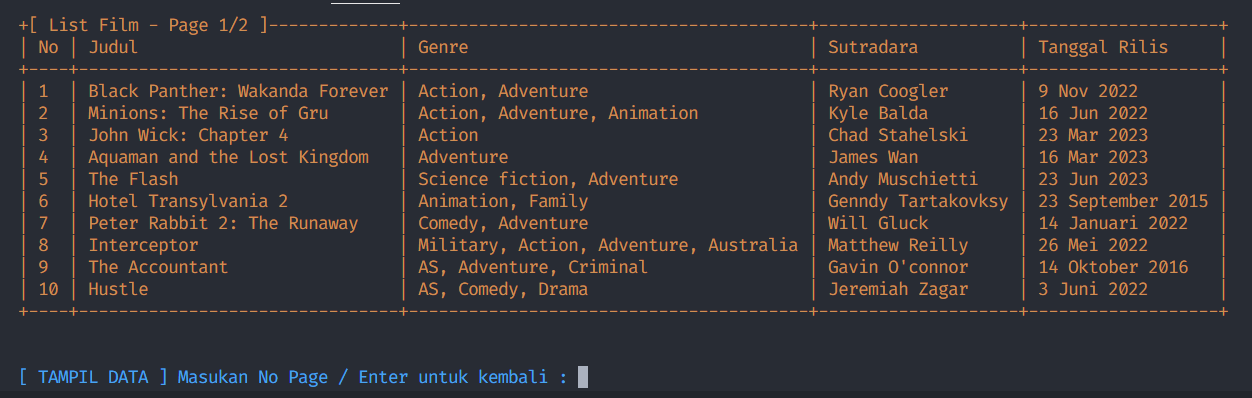 +[ List Film - Page 1/2 ]-------------+----------------------------------------+--------------------+-------------------+
| No | Judul                          | Genre                                  | Sutradara          | Tanggal Rilis     |
+----+--------------------------------+----------------------------------------+--------------------+-------------------+
| 1  | Black Panther: Wakanda Forever | Action, Adventure                      | Ryan Coogler       | 9 Nov 2022        |
| 2  | Minions: The Rise of Gru       | Action, Adventure, Animation           | Kyle Balda         | 16 Jun 2022       |
| 3  | John Wick: Chapter 4           | Action                                 | Chad Stahelski     | 23 Mar 2023       |
| 4  | Aquaman and the Lost Kingdom   | Adventure                              | James Wan          | 16 Mar 2023       |
| 5  | The Flash                      | Science fiction, Adventure             | Andy Muschietti    | 23 Jun 2023       |
| 6  | Hotel Transylvania 2           | Animation, Family                      | Genndy Tartakovksy | 23 September 2015 |
| 7  | Peter Rabbit 2: The Runaway    | Comedy, Adventure                      | Will Gluck         | 14 Januari 2022   |
| 8  | Interceptor                    | Military, Action, Adventure, Australia | Matthew Reilly     | 26 Mei 2022       |
| 9  | The Accountant                 | AS, Adventure, Criminal                | Gavin O'connor     | 14 Oktober 2016   |
| 10 | Hustle                         | AS, Comedy, Drama                      | Jeremiah Zagar     | 3 Juni 2022       |
+----+--------------------------------+----------------------------------------+--------------------+-------------------+
[ TAMPIL DATA ] Masukan No Page / Enter untuk kembali :